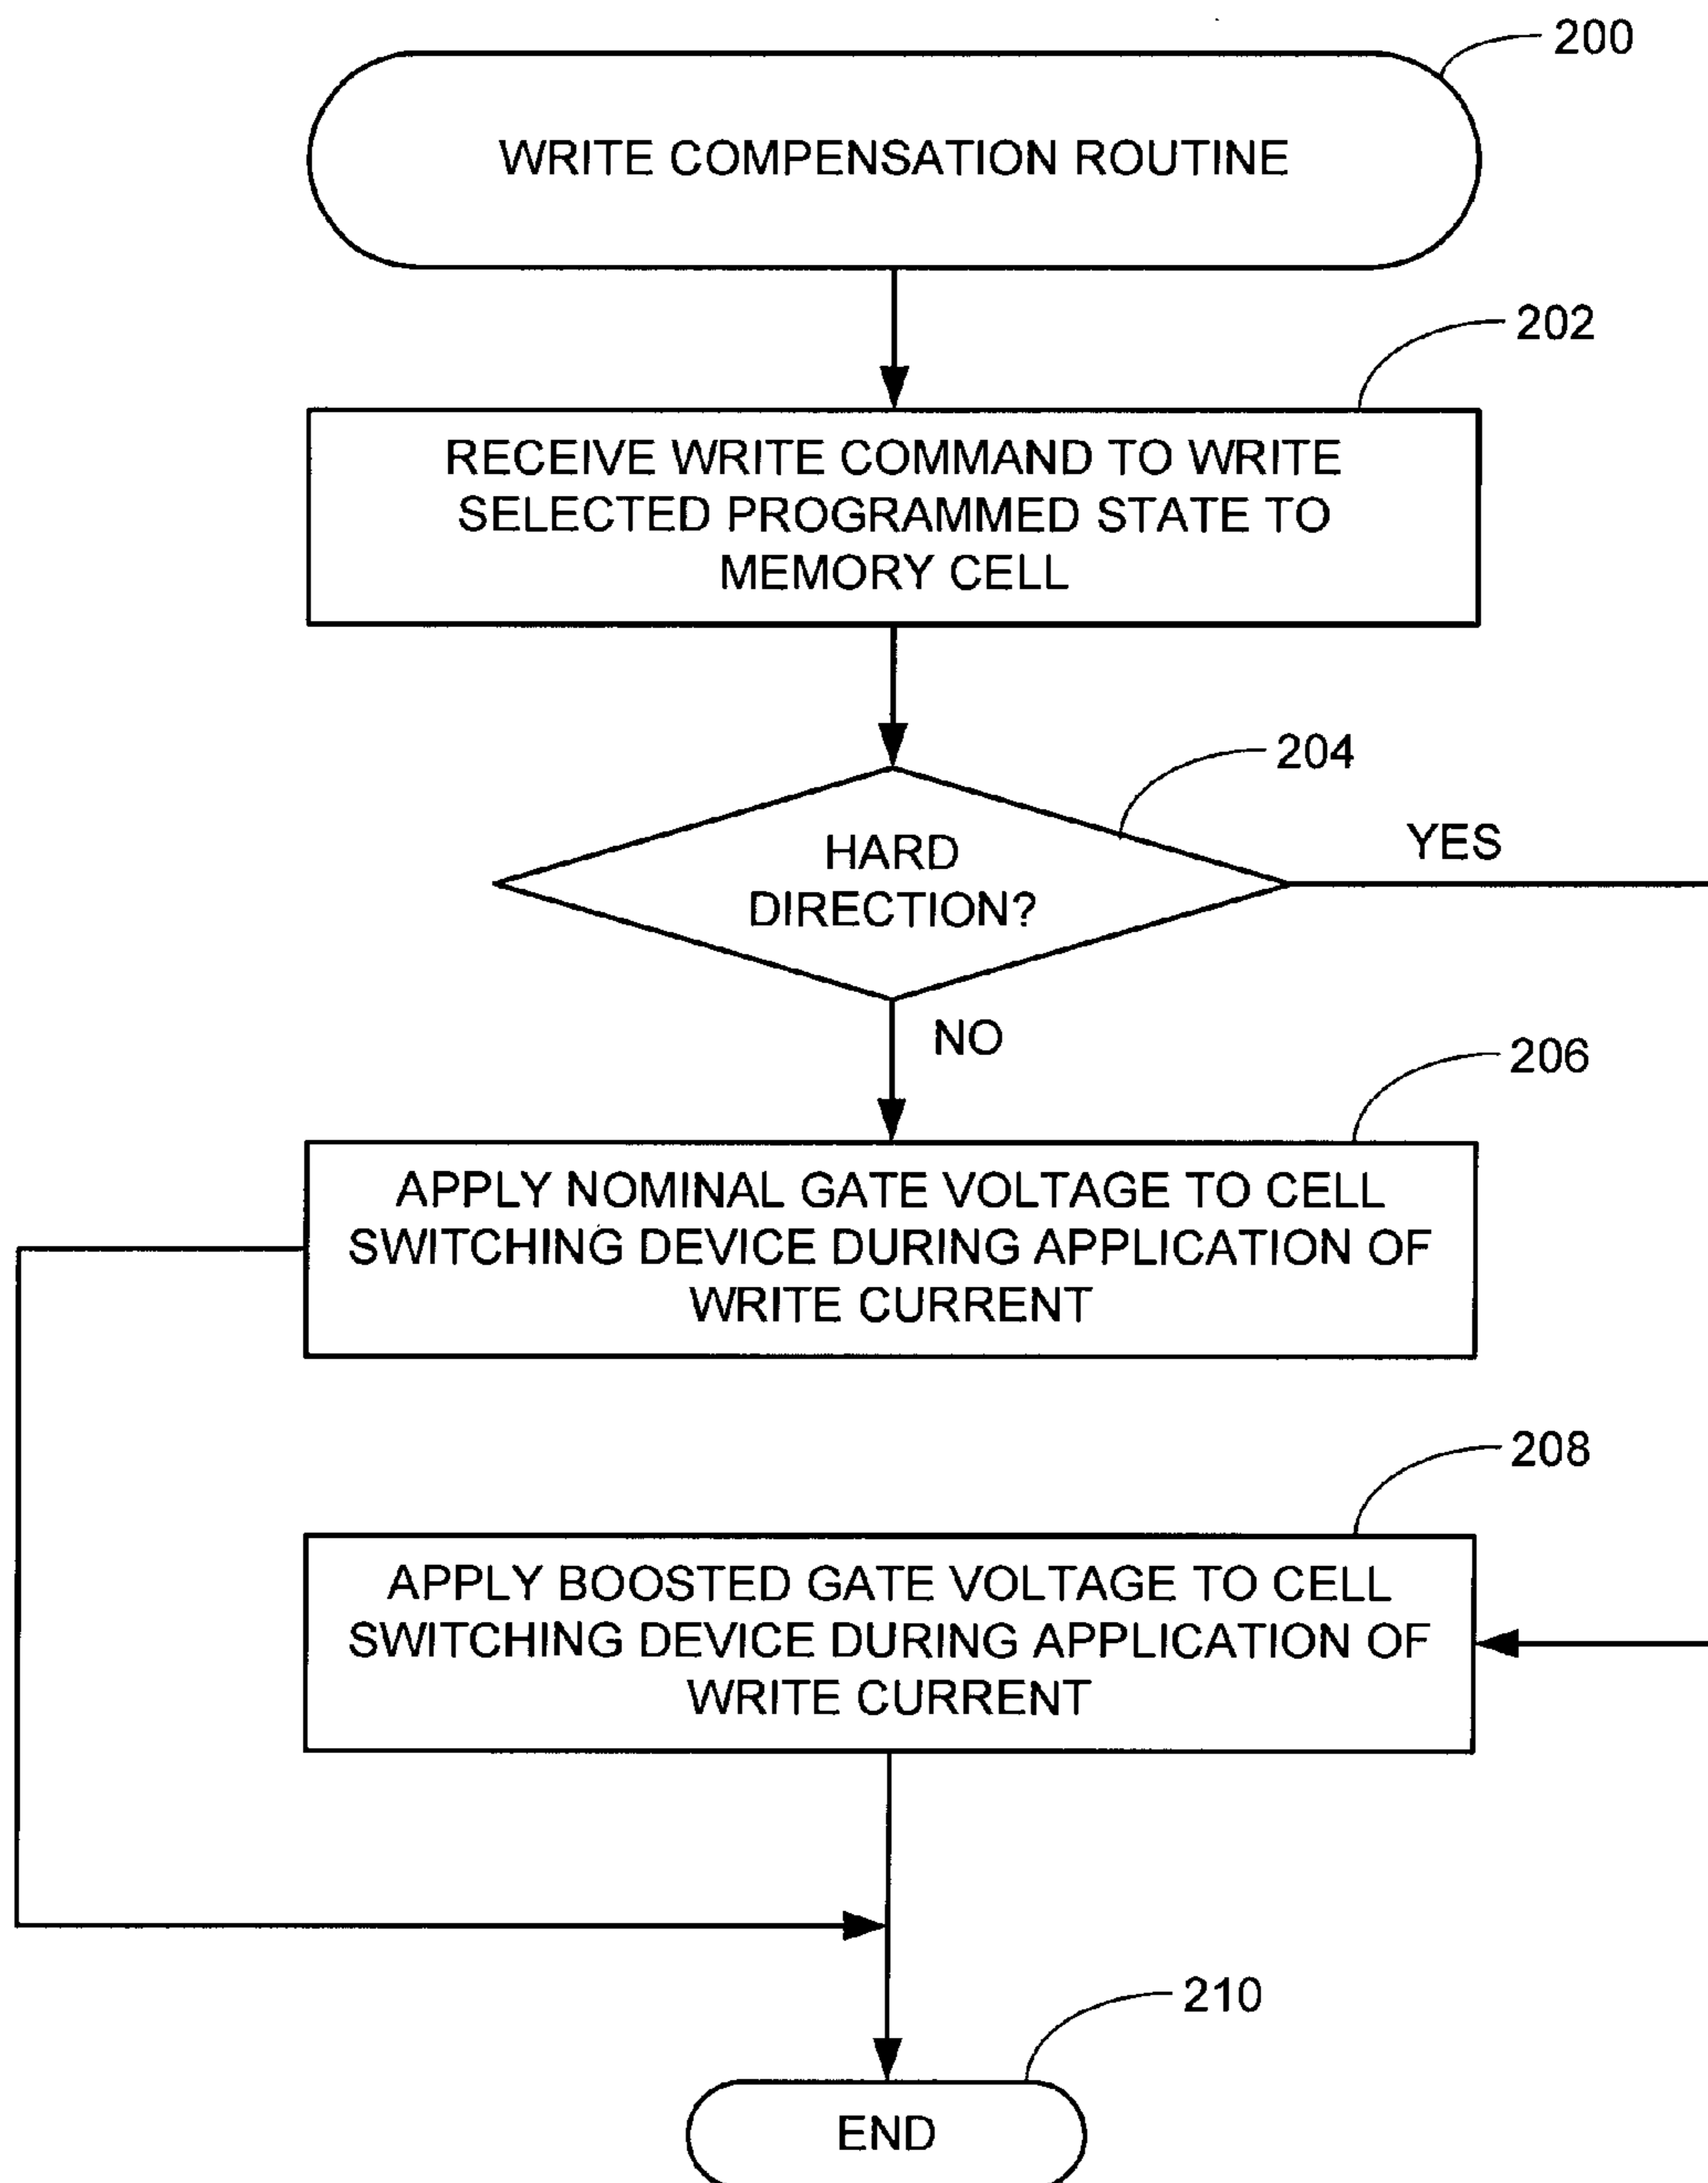 200
WRITE COMPENSATION ROUTINE
202
RECEIVE WRITE COMMAND TO WRITE
SELECTED PROGRAMMED STATE TO
MEMORY CELL
204
HARD
DIRECTION?
YES
NO
206
APPLY NOMINAL GATE VOLTAGE TO CELL
SWITCHING DEVICE DURING APPLICATION OF
WRITE CURRENT
208
APPLY BOOSTED GATE VOLTAGE TO CELL
SWITCHING DEVICE DURING APPLICATION OF
WRITE CURRENT
210
END